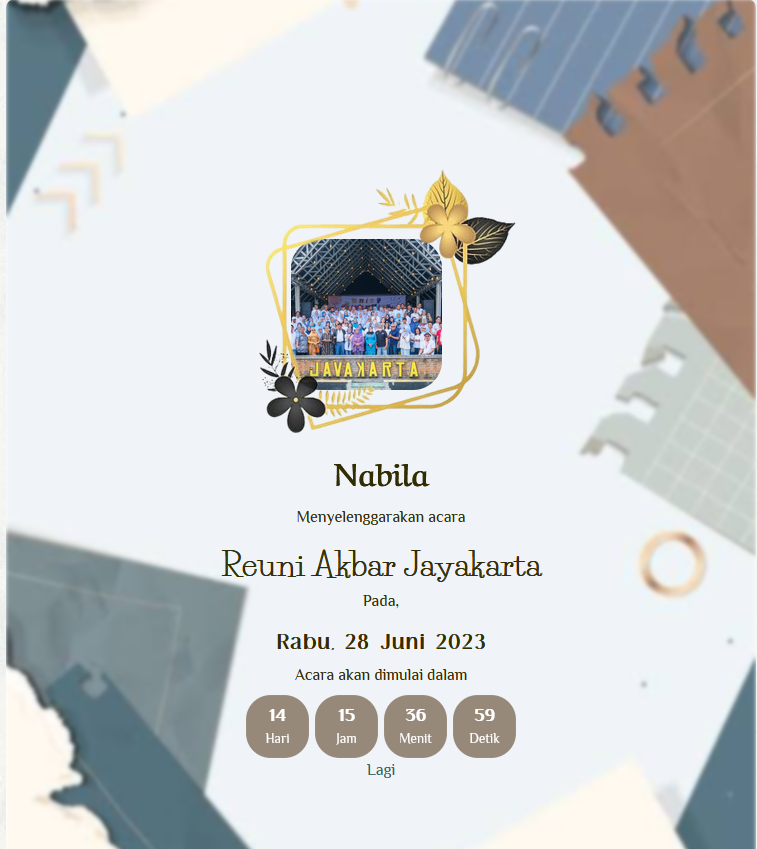 JAYAKARTA
Nabila
Menyelenggarakan acara
Reuni Akbar Jayakarta
Pada,
Rabu, 28 Juni 2023
Acara akan dimulai dalam
14 15 36 59
Hari Jam Menit Detik
Lagi